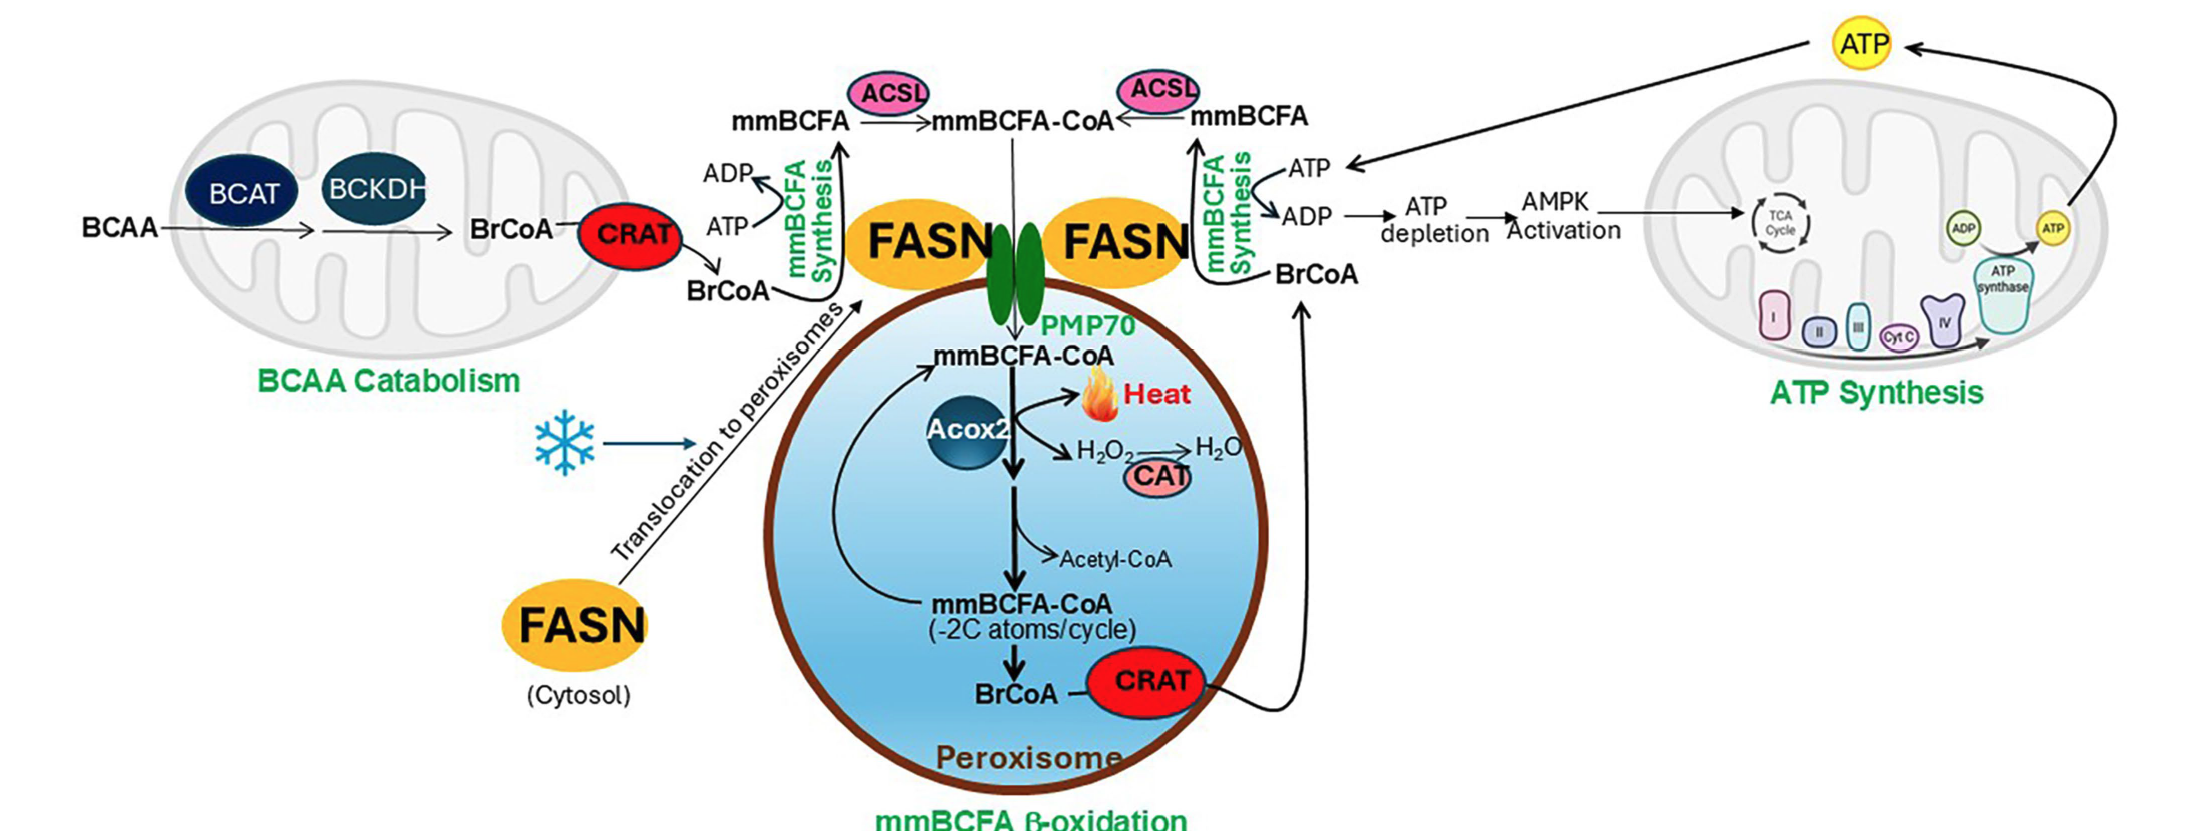 BCAA
BCAT
BCKDH
BrCoA
CRAT
BrCoA
BCAA Catabolism
ADP
ATP
mmBCFA
Synthesis
mmBCFA
ACSL
mmBCFA-CoA
ACSL
mmBCFA
FASN
FASN
mmBCFA
Synthesis
ATP
ADP
BrCoA
ATP
depletion
AMPK
Activation
ATP
TCA
Cycle
ADP
ATP
ATP
synthase
I
II
III
Cyt C
IV
ATP Synthesis
Translocation to peroxisomes
FASN
(Cytosol)
PMP70
mmBCFA-CoA
Heat
Acox2
H₂O₂
H₂O
CAT
Acetyl-CoA
mmBCFA-CoA
(-2C atoms/cycle)
BrCoA
CRAT
Peroxisome
mmBCFA β-oxidation